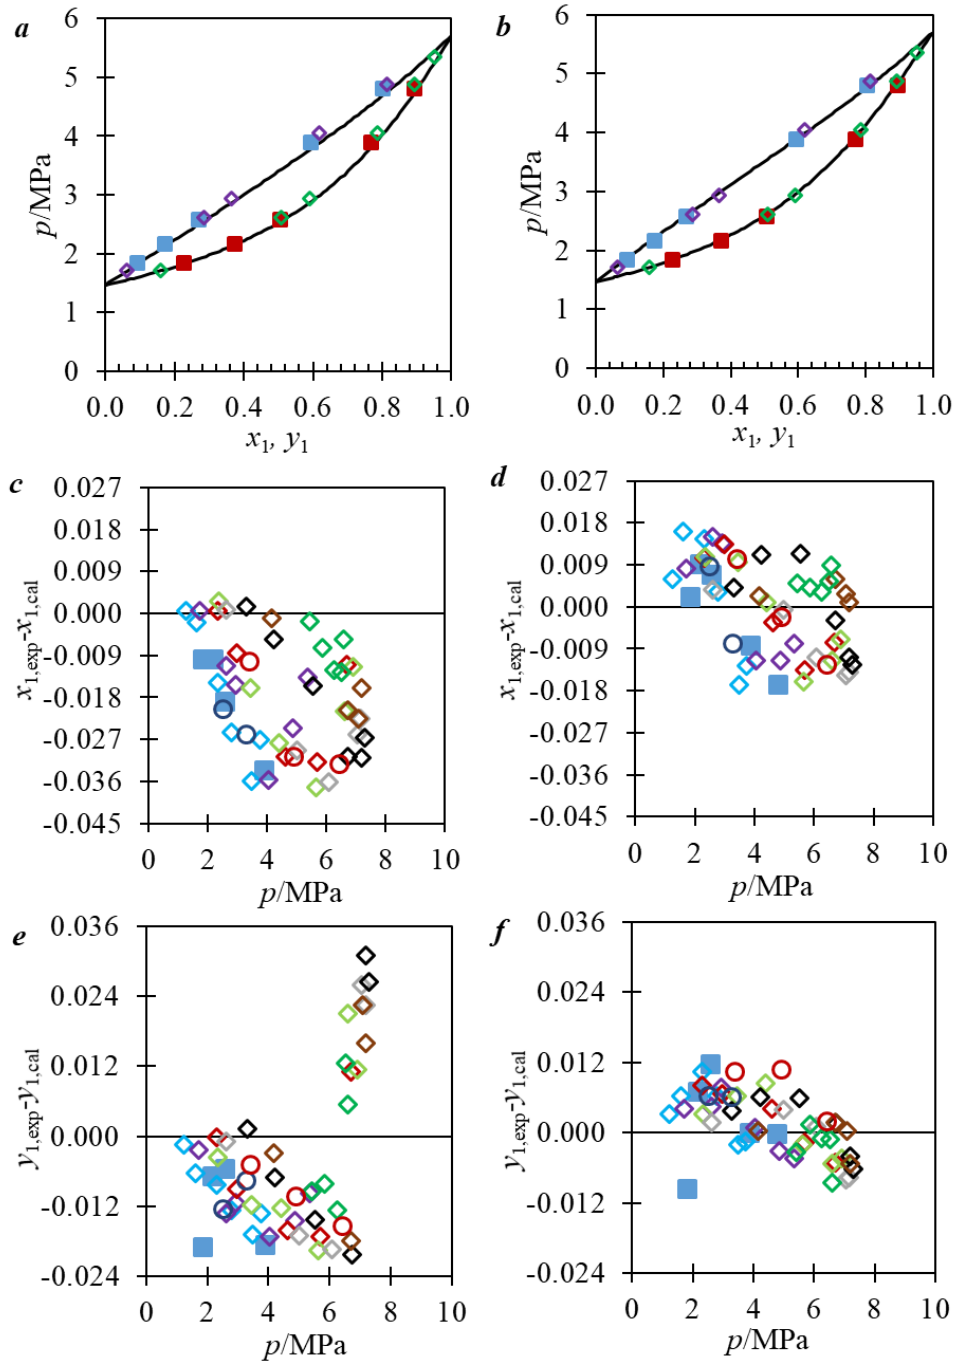 a
6
5
4
3
2
1
0
p/MPa
0.0 0.2 0.4 0.6 0.8 1.0
x1, y1
b
6
5
4
3
2
1
0
p/MPa
0.0 0.2 0.4 0.6 0.8 1.0
x1, y1
c
0.027
0.018
0.009
0.000
-0.009
-0.018
-0.027
-0.036
-0.045
x1,exp-x1,cal
0 2 4 6 8 10
p/MPa
d
0.027
0.018
0.009
0.000
-0.009
-0.018
-0.027
-0.036
-0.045
x1,exp-x1,cal
0 2 4 6 8 10
p/MPa
e
0.036
0.024
0.012
0.000
-0.012
-0.024
y1,exp-y1,cal
0 2 4 6 8 10
p/MPa
f
0.036
0.024
0.012
0.000
-0.012
-0.024
y1,exp-y1,cal
0 2 4 6 8 10
p/MPa